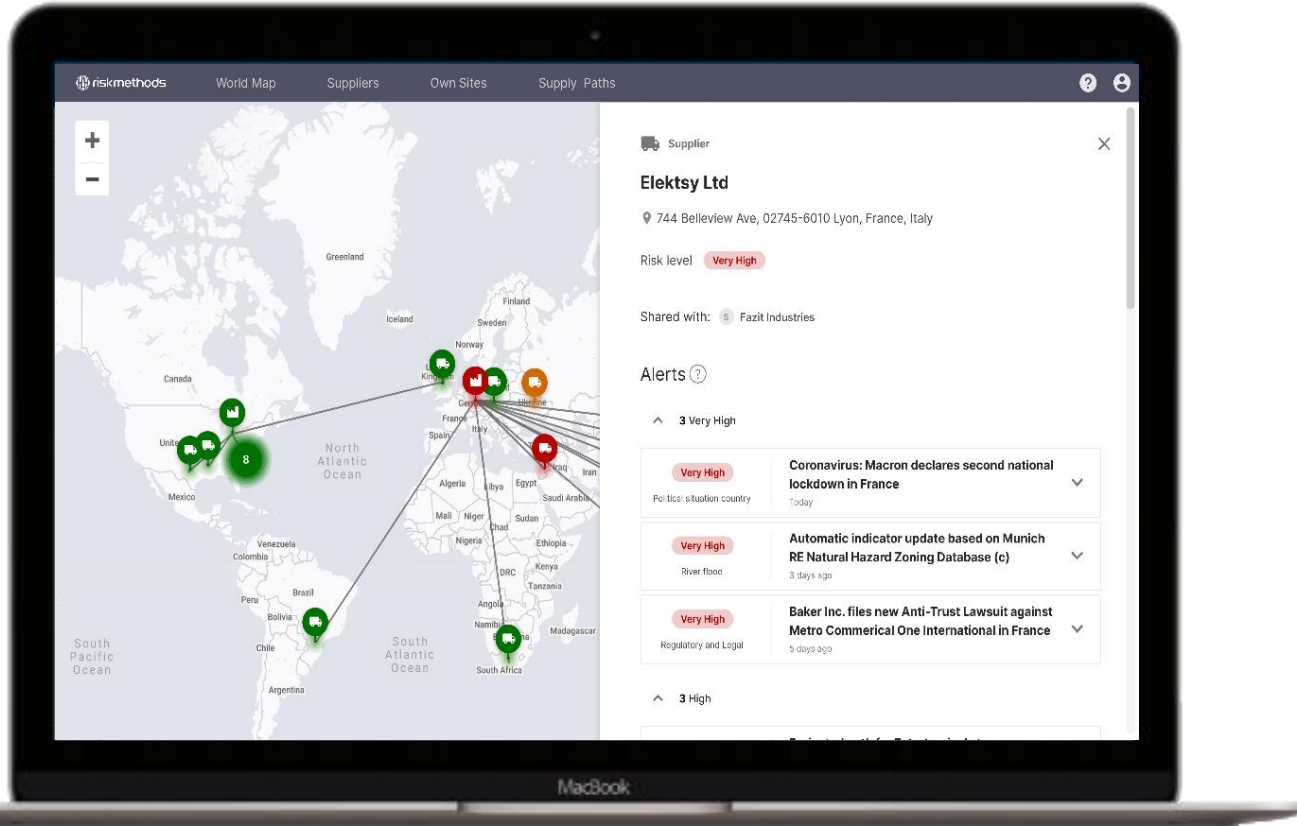 riskmethods World Map Suppliers Own Sites Supply Paths
+
−
Greenland
Iceland
Finland
Sweden
Norway
Canada
North
Atlantic
Ocean
Mexico
8
France
Spain
Italy
Iraq
Iran
Algeria
Libya
Egypt
Saudi Arabia
Mali
Niger
Chad
Sudan
Nigeria
Ethiopia
DRC
Kenya
Tanzania
Angola
Madagascar
South Africa
Venezuela
Colombia
Peru
Brazil
Bolivia
Chile
Argentina
South
Pacific
Ocean
South
Atlantic
Ocean
Supplier
Elektsy Ltd
744 Belleview Ave, 02745-6010 Lyon, France, Italy
Risk level Very High
Shared with: S Fazit Industries
Alerts ?
3 Very High
Very High
Political situation country
Coronavirus: Macron declares second national
lockdown in France
Today
Very High
River flood
Automatic indicator update based on Munich
RE Natural Hazard Zoning Database (c)
3 days ago
Very High
Regulatory and Legal
Baker Inc. files new Anti-Trust Lawsuit against
Metro Commerical One International in France
5 days ago
3 High
MacBook